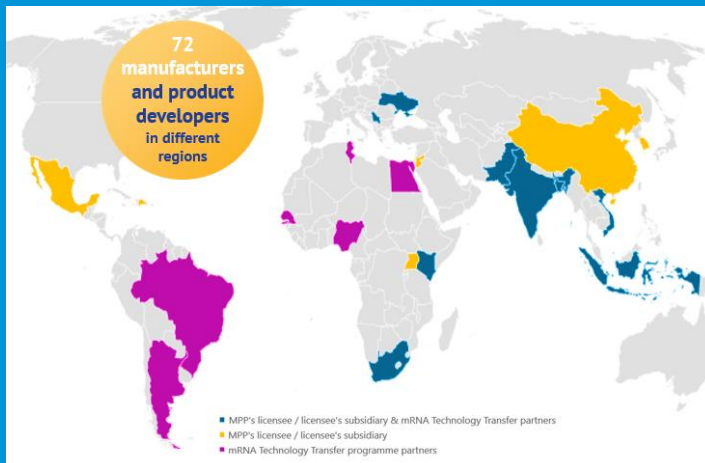 72
manufacturers
and product
developers
in different
regions
MPP's licensee / licensee's subsidiary & mRNA Technology Transfer partners
MPP's licensee / licensee's subsidiary
mRNA Technology Transfer programme partners